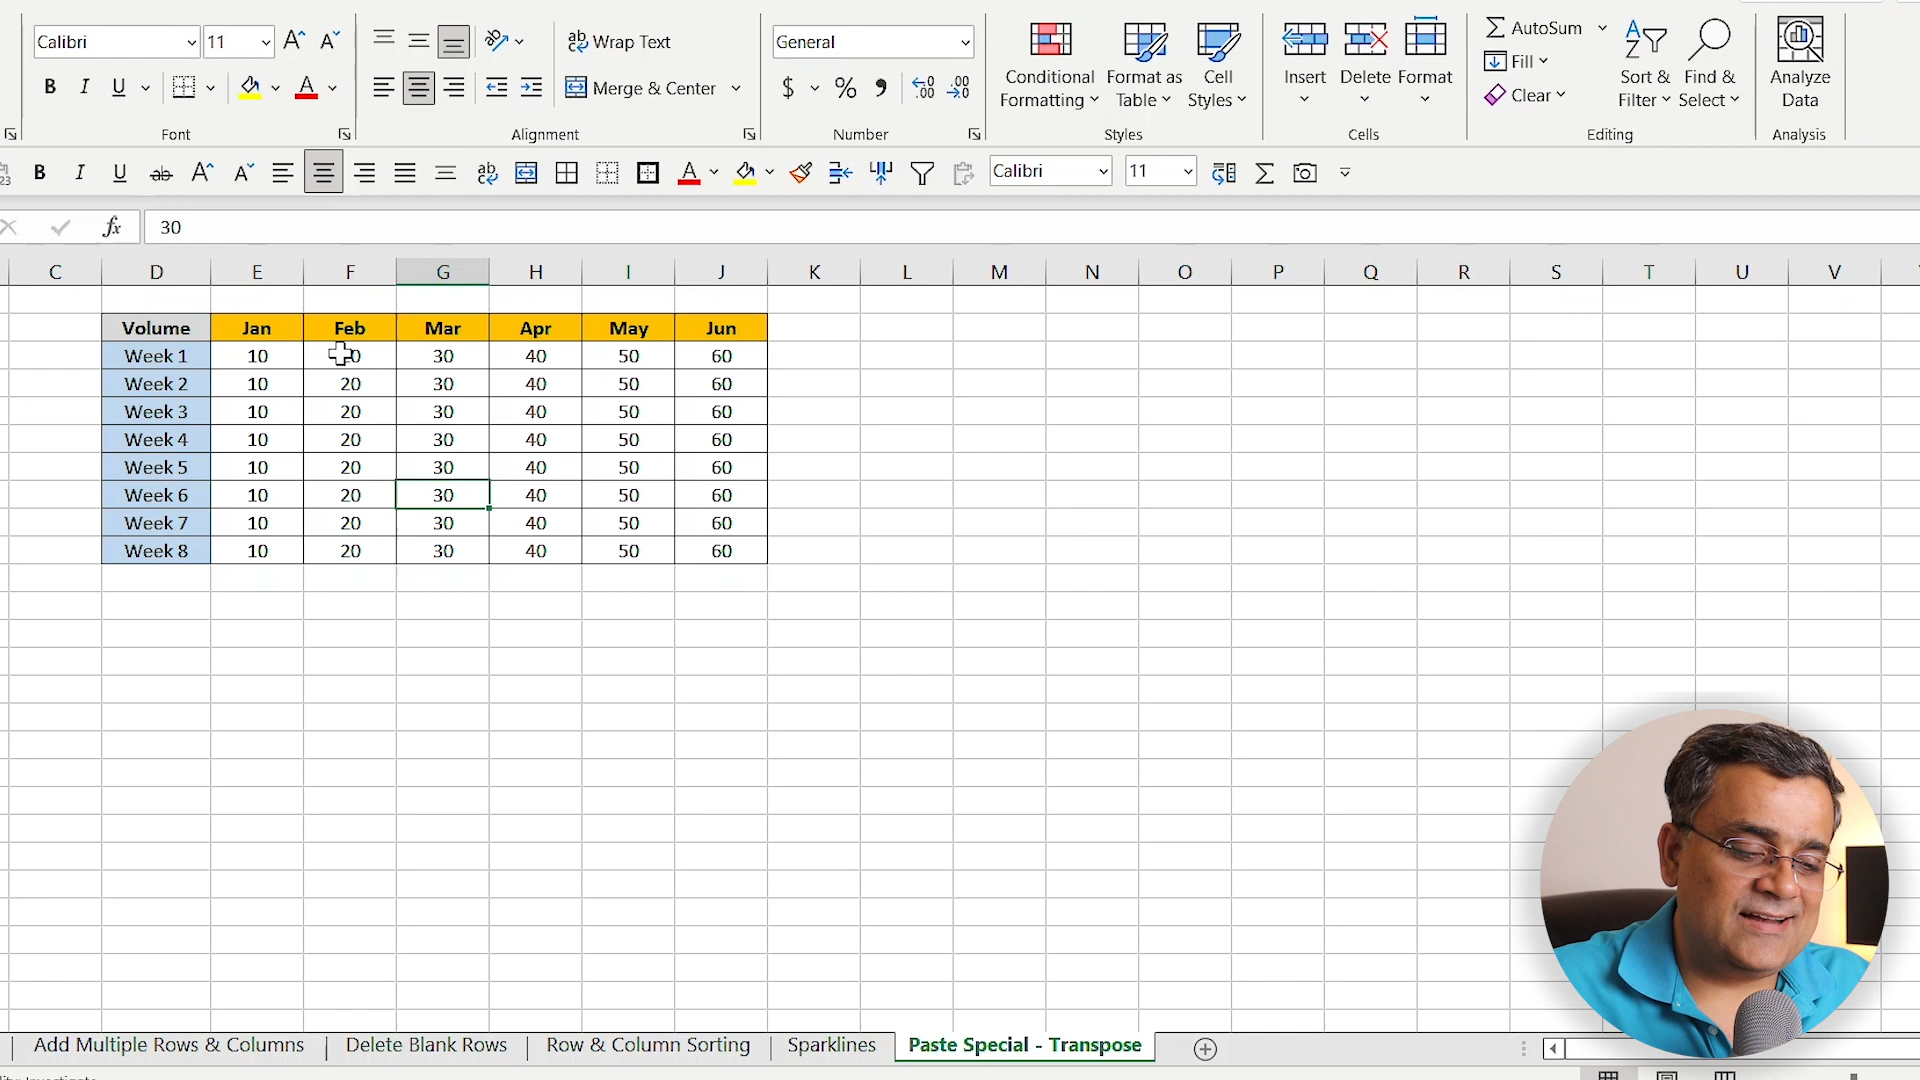 Calibri 11 A A Wrap Text General Conditional Formatting Format as Table Cell Styles Insert Delete Format AutoSum Fill Clear Sort & Filter Find & Select Analyze Data
B I U A Merge & Center $ % , .00
Font Alignment Number Styles Cells Editing Analysis
B I U ab A A ab A Calibri 11
fx 30
C D E F G H I J K L M N O P Q R S T U V
Volume Jan Feb Mar Apr May Jun
Week 1 10 30 40 50 60
Week 2 10 20 30 40 50 60
Week 3 10 20 30 40 50 60
Week 4 10 20 30 40 50 60
Week 5 10 20 30 40 50 60
Week 6 10 20 30 40 50 60
Week 7 10 20 30 40 50 60
Week 8 10 20 30 40 50 60
Add Multiple Rows & Columns Delete Blank Rows Row & Column Sorting Sparklines Paste Special - Transpose